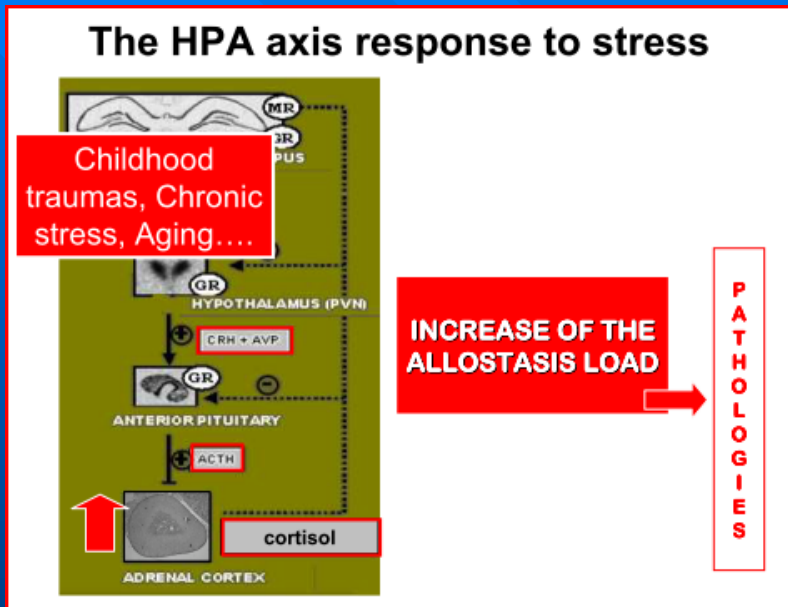 The HPA axis response to stress
MR
GR
PUS
Childhood
traumas, Chronic
stress, Aging....
GR
HYPOTHALAMUS (PVN)
+
CRH + AVP
GR
−
ANTERIOR PITUITARY
+
ACTH
cortisol
ADRENAL CORTEX
INCREASE OF THE
ALLOSTASIS LOAD
PATHOLOGIES